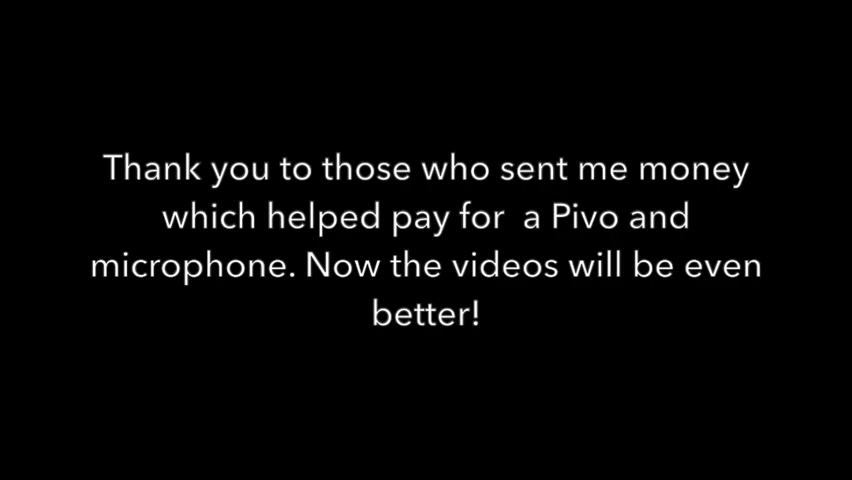 Thank you to those who sent me money
which helped pay for  a Pivo and
microphone. Now the videos will be even
better!